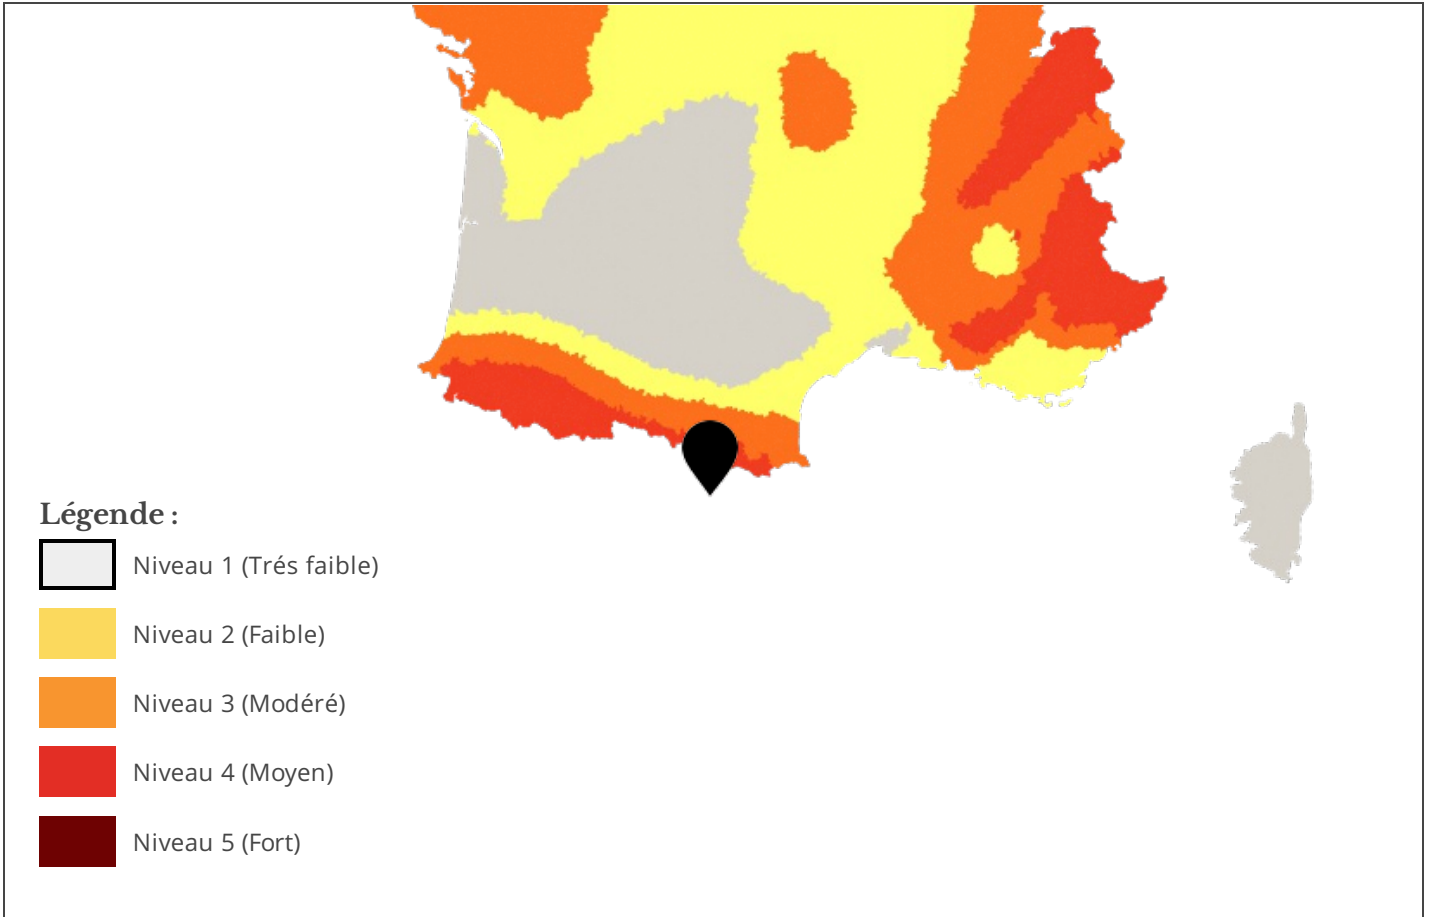 Légende :
Niveau 1 (Trés faible)
Niveau 2 (Faible)
Niveau 3 (Modéré)
Niveau 4 (Moyen)
Niveau 5 (Fort)